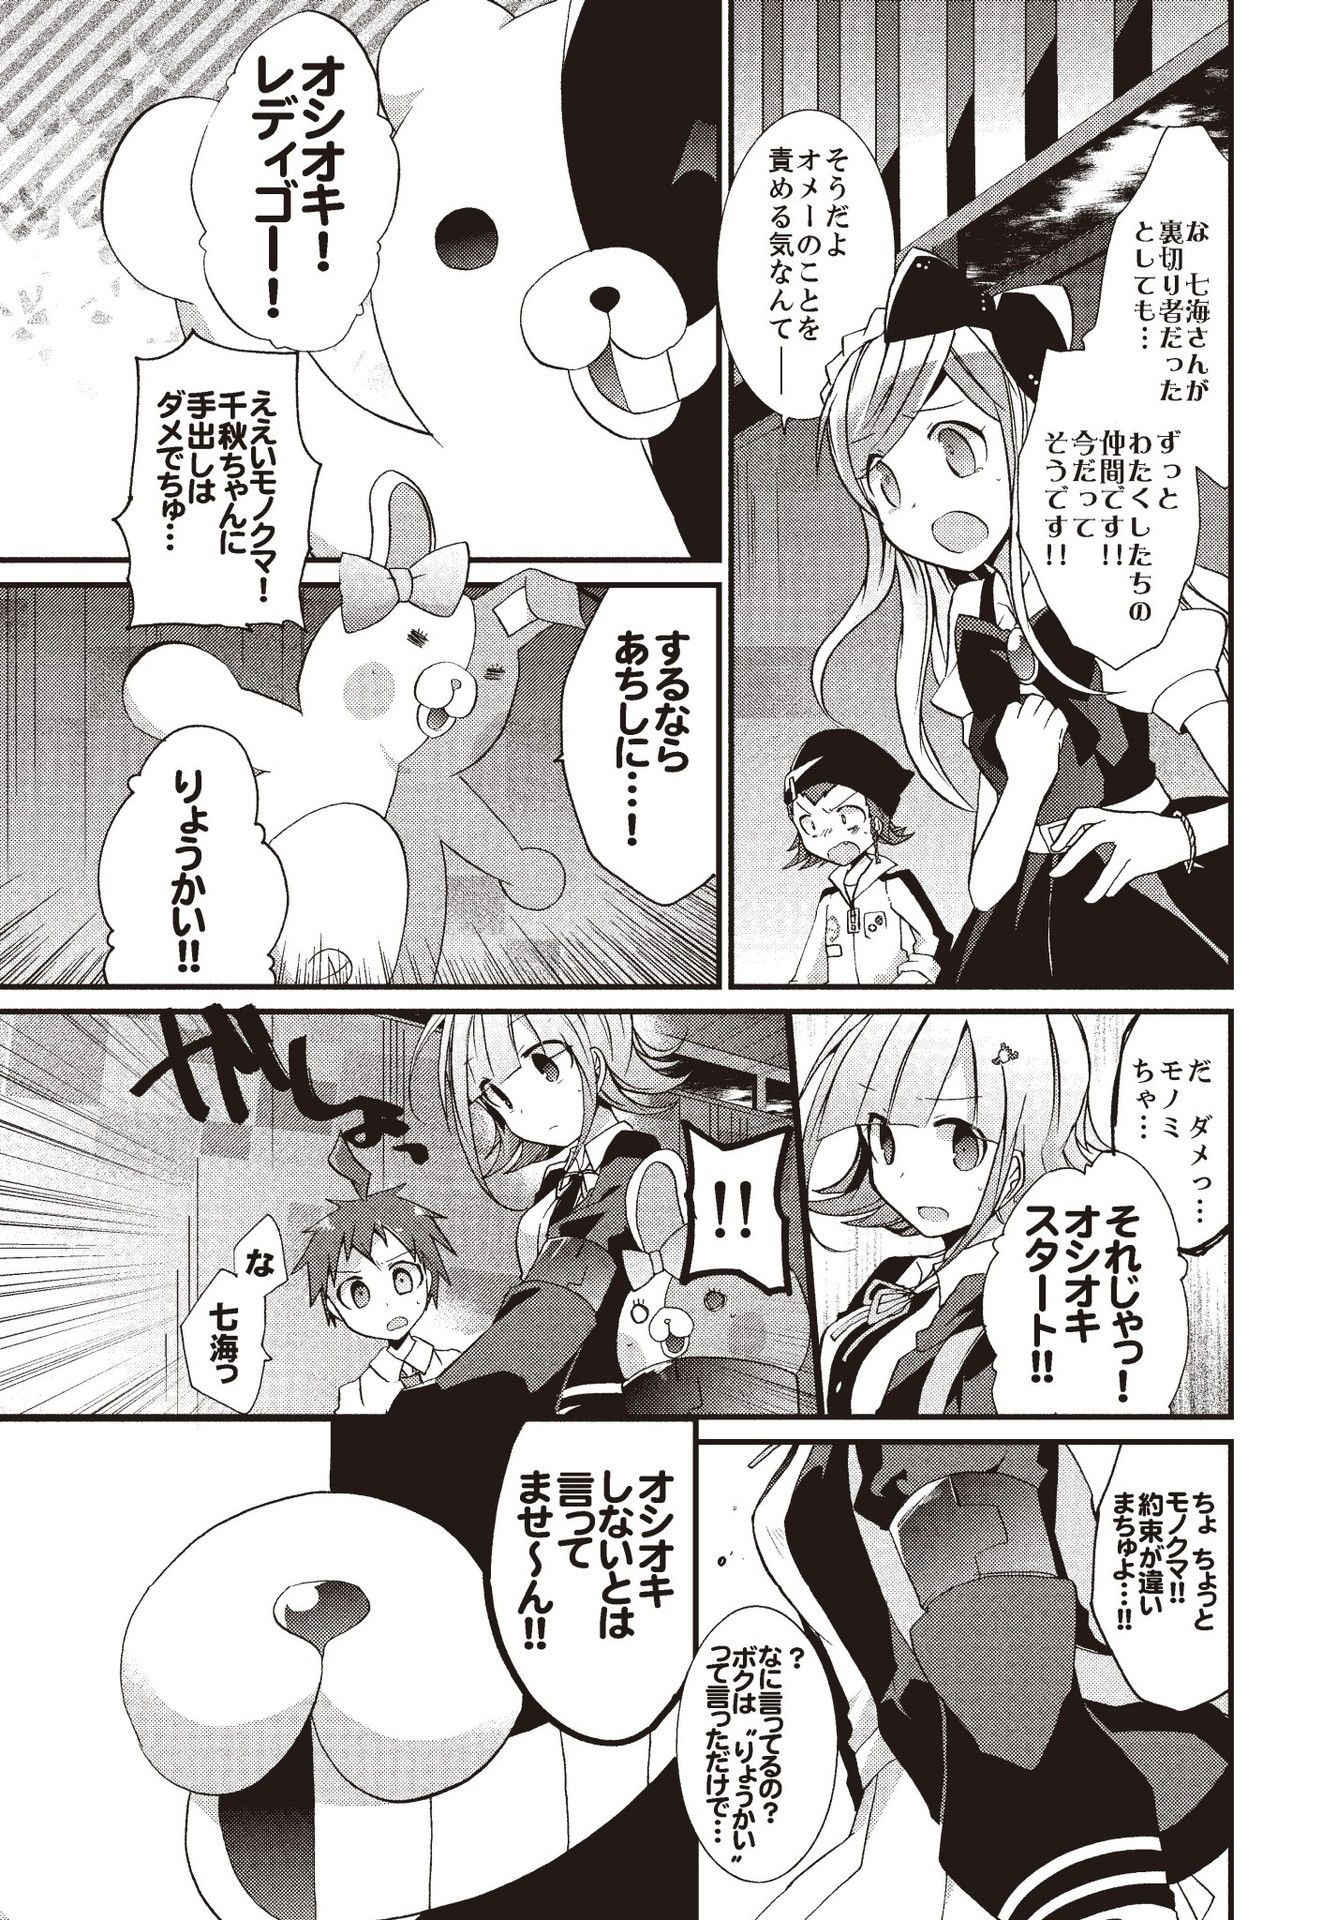 な　七海さんが
裏切り者だった
としても…
ずっと
わたくしたちの
仲間です!!
今だって
そうです!!
そうだよ
オメーのことを
責める気なんて──
オシオキ！
レディゴー！
ええいモノクマ！
千秋ちゃんに
手出しは
ダメでちゅ…
するなら
あちしに…！
りょうかい!!
だ　ダメっ…
モノミ
ちゃ…
それじゃっ！
オシオキ
スタート!!
!!
ギギしょっ
な
七海っ
ちょ ちょっと
モノクマ!!
約束が違い
まちゅよ…!!
？
なに言ってるの？
ボクは〝りょうかい〟
って言っただけで…
オシオキ
しないとは
言って
ませ〜ん!!